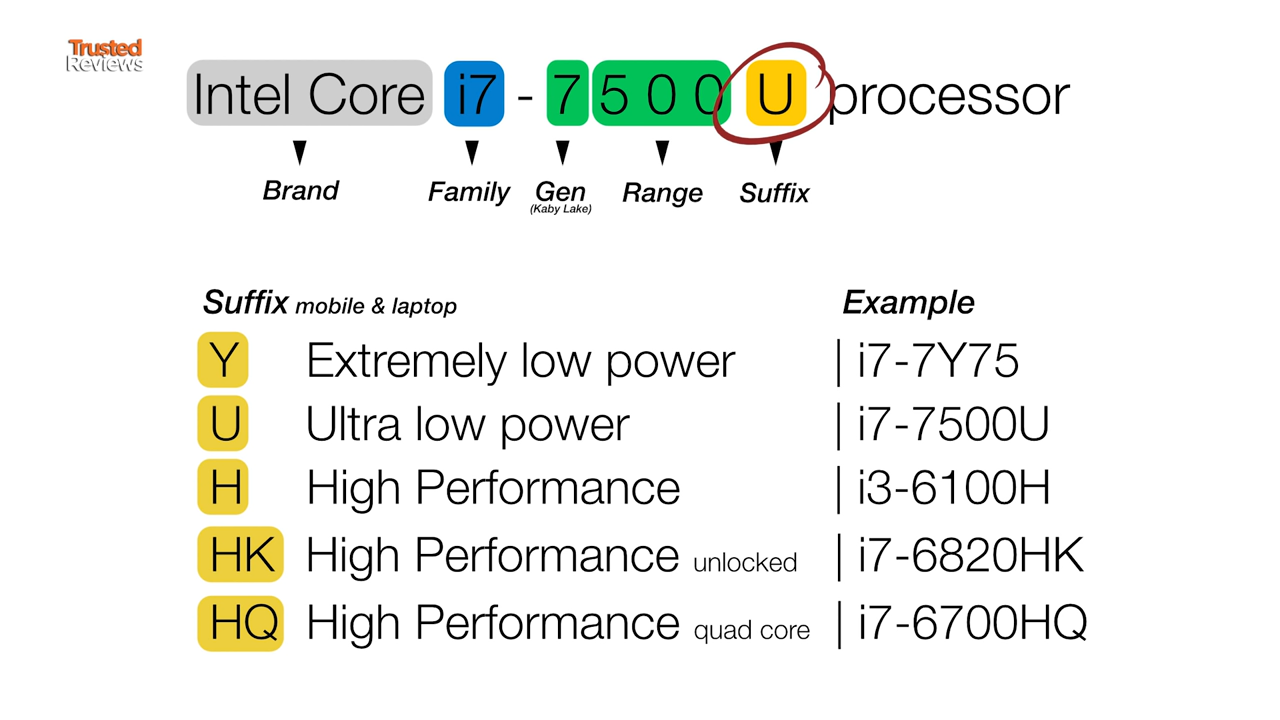 Trusted
Reviews
Intel Core i7 - 7 5 0 0 U processor
Brand Family Gen Range Suffix
(Kaby Lake)
Suffix mobile & laptop Example
Y Extremely low power | i7-7Y75
U Ultra low power | i7-7500U
H High Performance | i3-6100H
HK High Performance unlocked | i7-6820HK
HQ High Performance quad core | i7-6700HQ